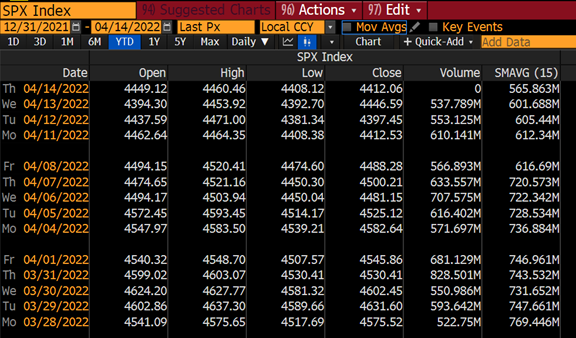 SPX Index 94) Suggested Charts 96) Actions 97) Edit
12/31/2021 - 04/14/2022 Last Px Local CCY Mov Avgs Key Events
1D 3D 1M 6M YTD 1Y 5Y Max Daily ▼ Chart + Quick-Add Add Data
SPX Index
Date Open High Low Close Volume SMAVG (15)
Th 04/14/2022 4449.12 4460.46 4408.12 4412.06 0 565.863M
We 04/13/2022 4394.30 4453.92 4392.70 4446.59 537.789M 601.688M
Tu 04/12/2022 4437.59 4471.00 4381.34 4397.45 553.125M 605.44M
Mo 04/11/2022 4462.64 4464.35 4408.38 4412.53 610.141M 612.34M
Fr 04/08/2022 4494.15 4520.41 4474.60 4488.28 566.893M 616.69M
Th 04/07/2022 4474.65 4521.16 4450.30 4500.21 633.557M 720.573M
We 04/06/2022 4494.17 4503.94 4450.04 4481.15 707.575M 722.342M
Tu 04/05/2022 4572.45 4593.45 4514.17 4525.12 616.402M 728.534M
Mo 04/04/2022 4547.97 4583.50 4539.21 4582.64 571.697M 736.884M
Fr 04/01/2022 4540.32 4548.70 4507.57 4545.86 681.129M 746.961M
Th 03/31/2022 4599.02 4603.07 4530.41 4530.41 828.501M 743.532M
We 03/30/2022 4624.20 4627.77 4581.32 4602.45 550.986M 731.652M
Tu 03/29/2022 4602.86 4637.30 4589.66 4631.60 593.642M 747.661M
Mo 03/28/2022 4541.09 4575.65 4517.69 4575.52 522.75M 769.446M